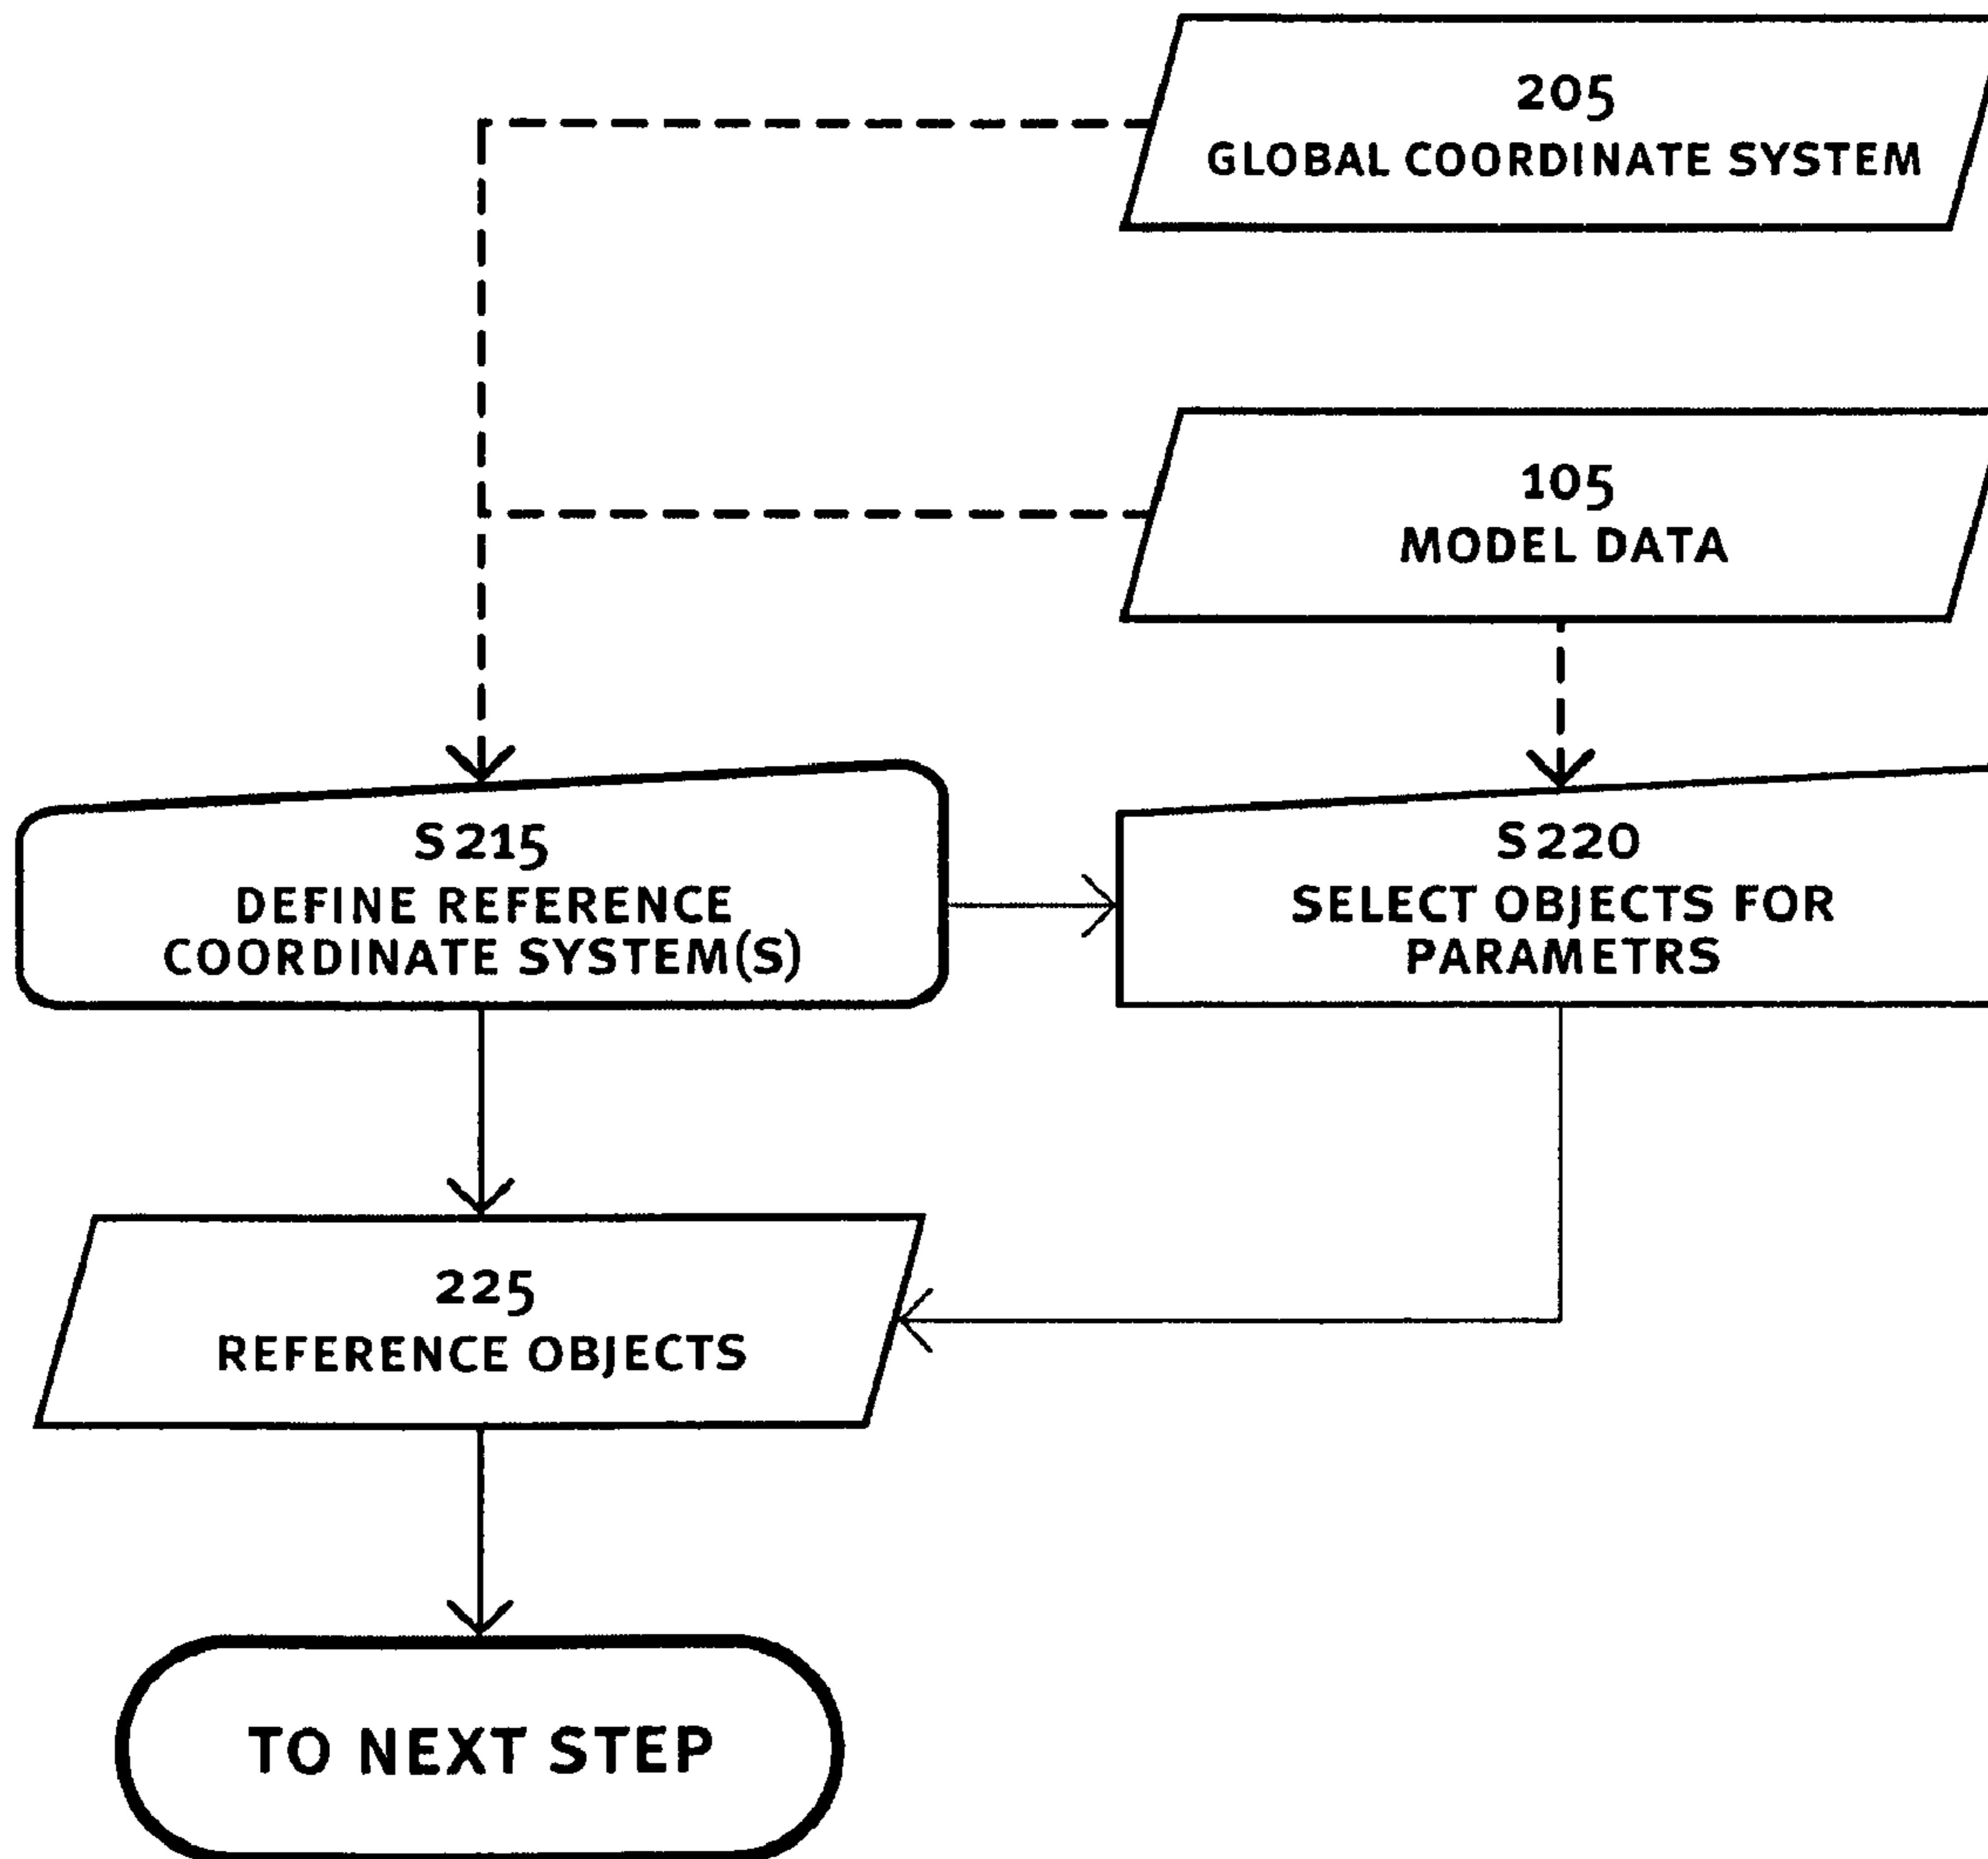 205
GLOBAL COORDINATE SYSTEM
105
MODEL DATA
S215
DEFINE REFERENCE
COORDINATE SYSTEM(S)
S220
SELECT OBJECTS FOR
PARAMETRS
225
REFERENCE OBJECTS
TO NEXT STEP